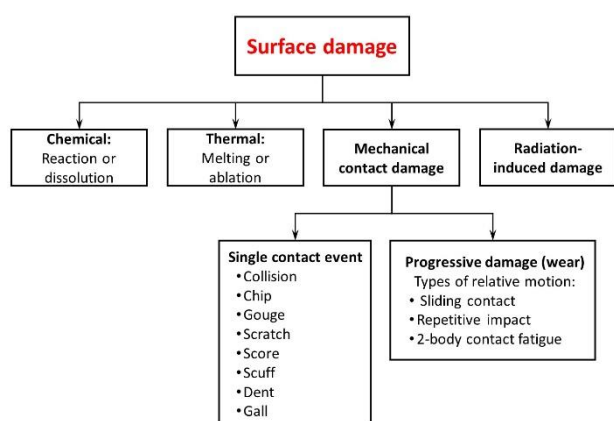 Surface damage
Chemical:
Reaction or
dissolution
Thermal:
Melting or
ablation
Mechanical
contact damage
Radiation-
induced damage
Single contact event
• Collision
• Chip
• Gouge
• Scratch
• Score
• Scuff
• Dent
• Gall
Progressive damage (wear)
Types of relative motion:
• Sliding contact
• Repetitive impact
• 2-body contact fatigue